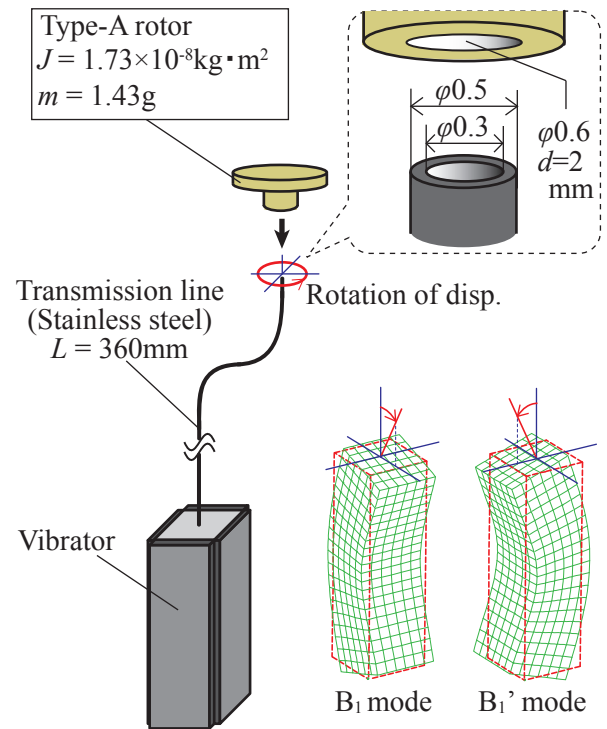 Type-A rotor
J = 1.73×10⁻⁸kg・m²
m = 1.43g
φ0.5
φ0.3
φ0.6
d=2
mm
Rotation of disp.
Transmission line
(Stainless steel)
L = 360mm
Vibrator
B₁ mode
B₁’ mode